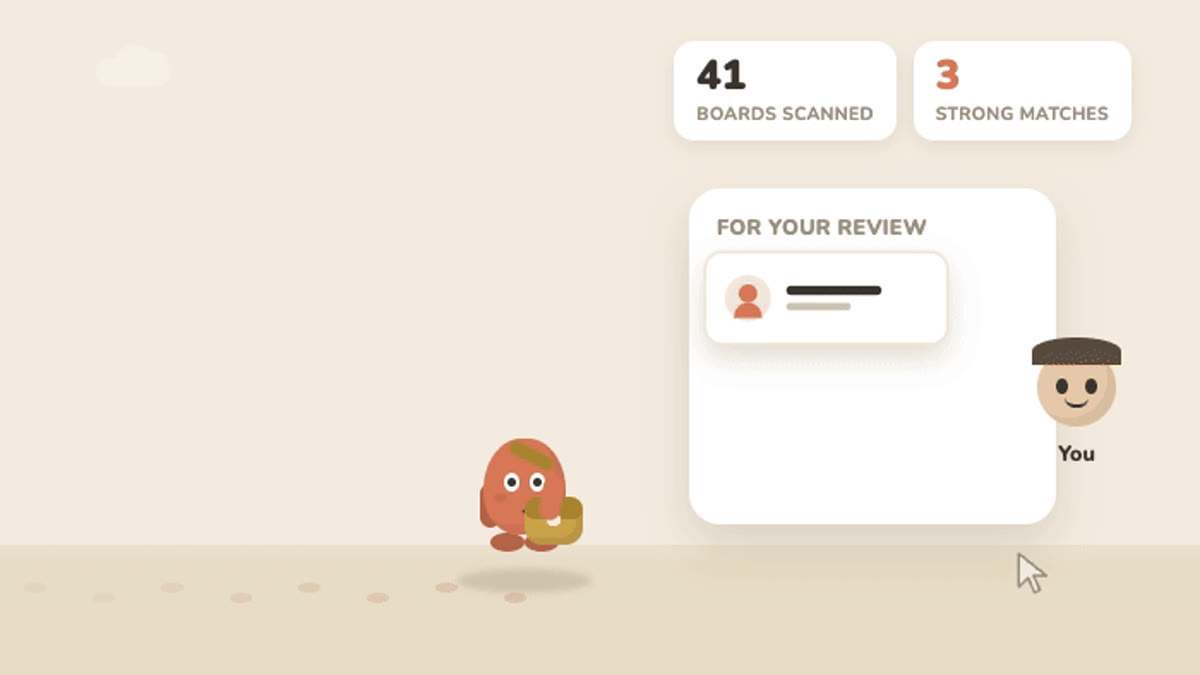 41
BOARDS SCANNED
3
STRONG MATCHES
FOR YOUR REVIEW
You